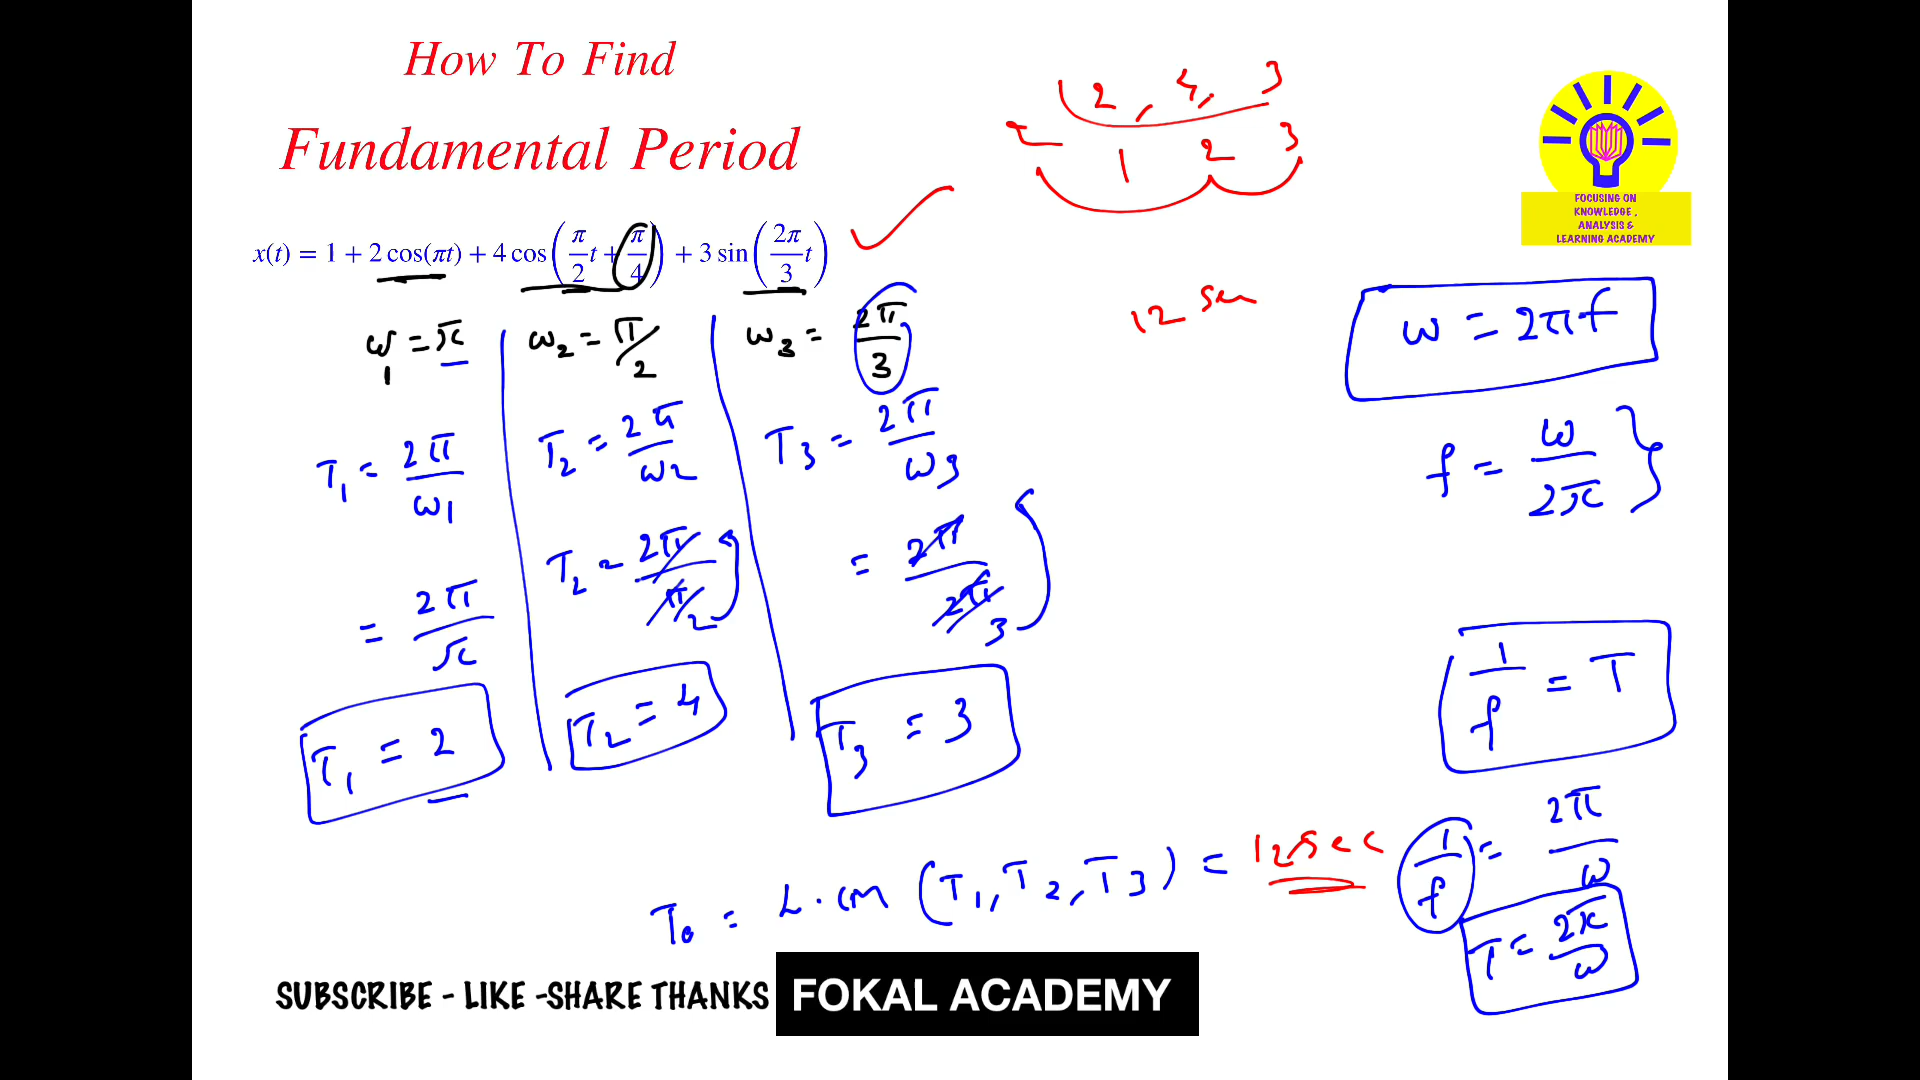 How To Find
Fundamental Period
x(t) = 1 + 2 cos(πt) + 4 cos(π/2 t + π/4) + 3 sin(2π/3 t)
2, 4, 3
2
1 2 3
12 sec
FOCUSING ON
KNOWLEDGE ,
ANALYSIS &
LEARNING ACADEMY
ω1 = π
ω2 = π/2
ω3 = 2π/3
ω = 2πf
T1 = 2π/ω1
T2 = 2π/ω2
T3 = 2π/ω3
f = ω/2π
= 2π/π
T2 = 2π/π/2
= 2π/2π/3
1/f = T
T1 = 2
T2 = 4
T3 = 3
1/f = 2π/ω
T0 = L.CM (T1, T2, T3) = 12 sec
T = 2π/ω
SUBSCRIBE - LIKE -SHARE THANKS
FOKAL ACADEMY